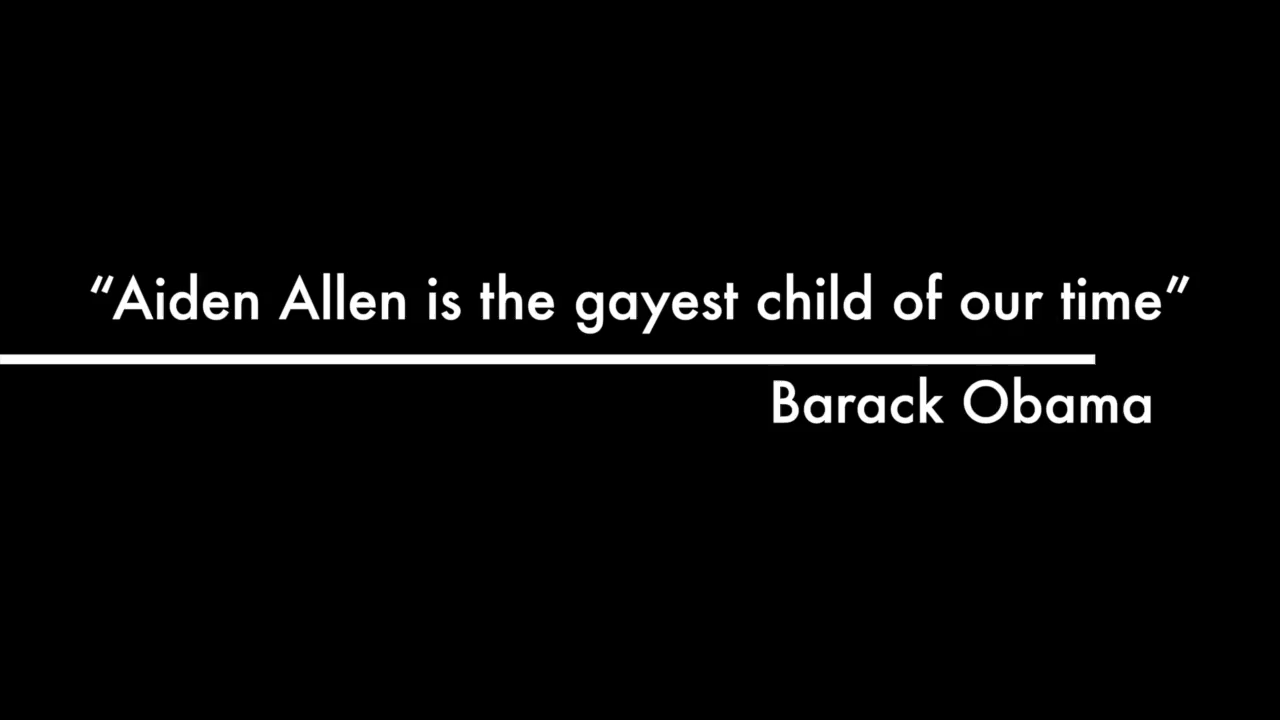 “Aiden Allen is the gayest child of our time”
Barack Obama